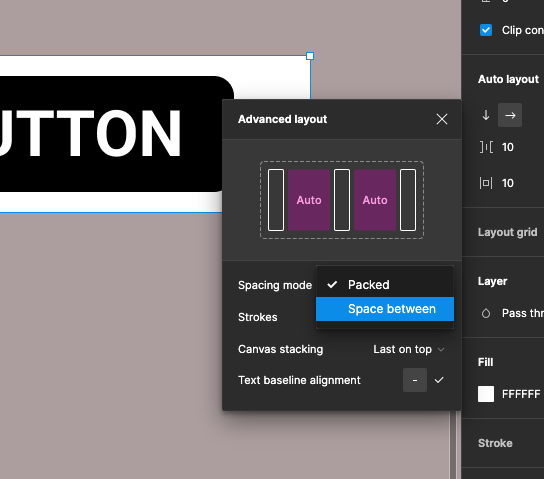 Clip con
Auto layout
UTTON
Advanced layout
10
Auto Auto
10
Layout grid
Spacing mode
Packed
Layer
Space between
Strokes
Pass thr
Canvas stacking Last on top
Fill
Text baseline alignment -
FFFFFF
Stroke